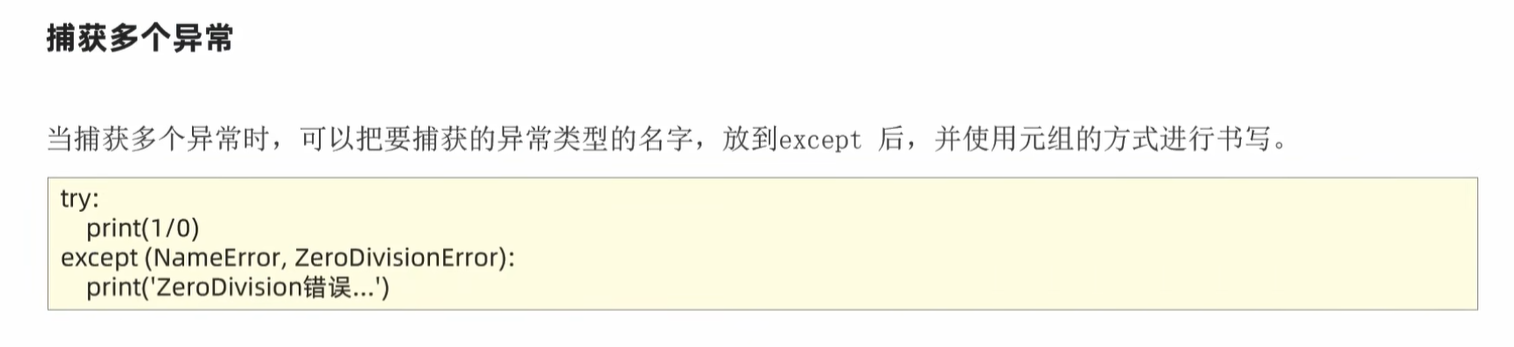 捕获多个异常
当捕获多个异常时，可以把要捕获的异常类型的名字，放到except 后，并使用元组的方式进行书写。
try:
    print(1/0)
except (NameError, ZeroDivisionError):
    print('ZeroDivision错误...')